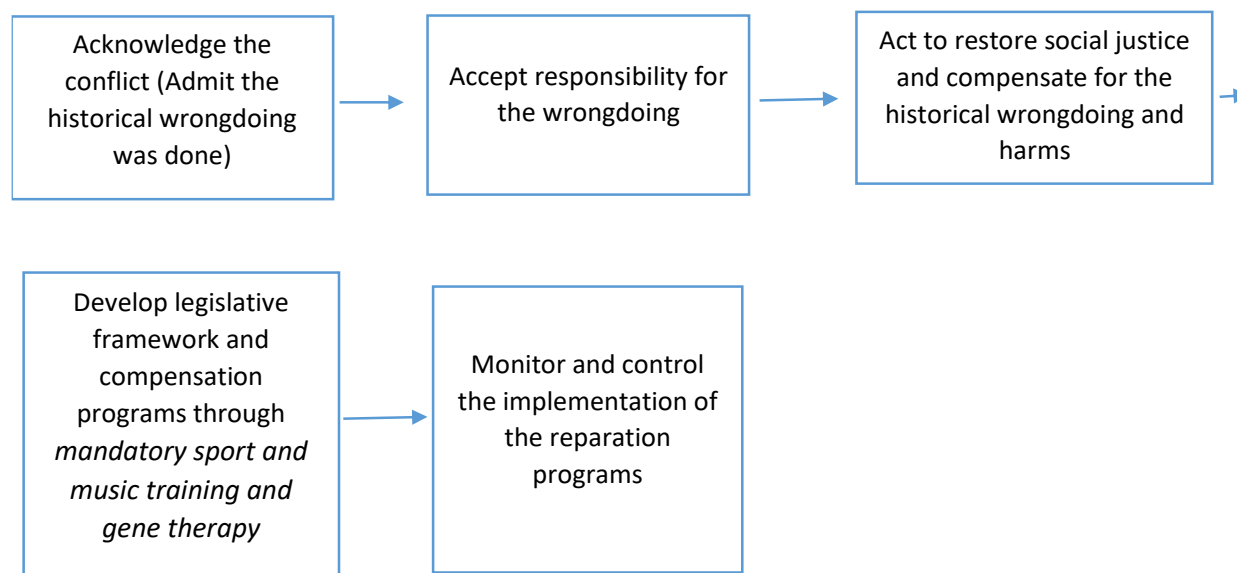 Acknowledge the
conflict (Admit the
historical wrongdoing
was done)
Accept responsibility for
the wrongdoing
Act to restore social justice
and compensate for the
historical wrongdoing and
harms
Develop legislative
framework and
compensation
programs through
mandatory sport and
music training and
gene therapy
Monitor and control
the implementation of
the reparation
programs